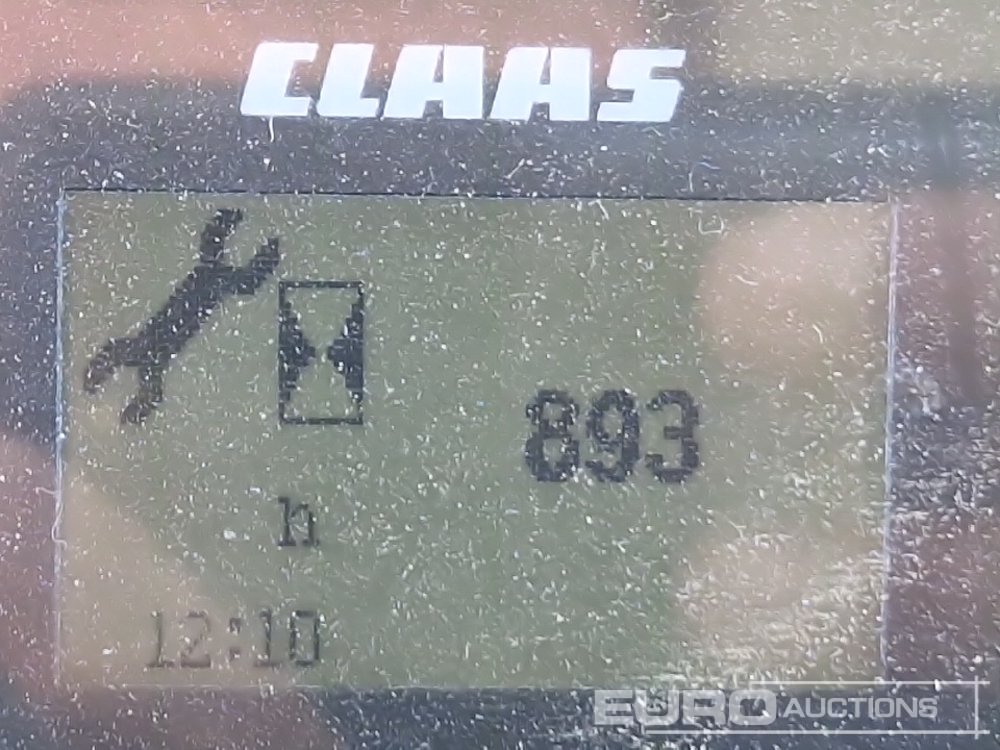 CLAAS
893
h
12:10
EURO AUCTIONS